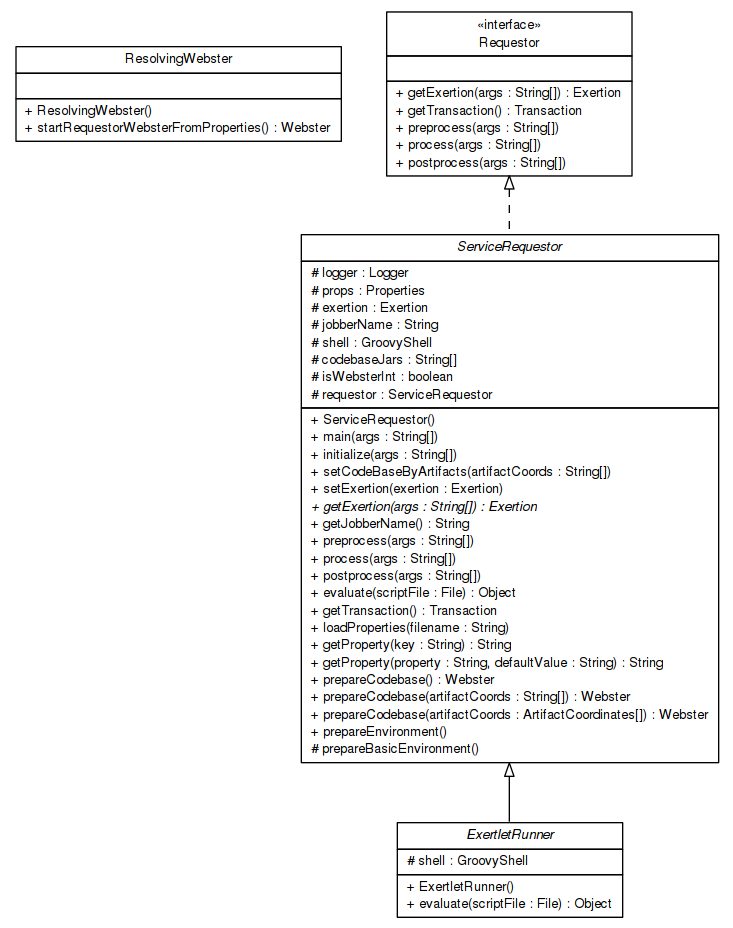 ResolvingWebster
+ ResolvingWebster()
+ startRequestorWebsterFromProperties() : Webster
«interface»
Requestor
+ getExertion(args : String[]) : Exertion
+ getTransaction() : Transaction
+ preprocess(args : String[])
+ process(args : String[])
+ postprocess(args : String[])
ServiceRequestor
# logger : Logger
# props : Properties
# exertion : Exertion
# jobberName : String
# shell : GroovyShell
# codebaseJars : String[]
# isWebsterInt : boolean
# requestor : ServiceRequestor
+ ServiceRequestor()
+ main(args : String[])
+ initialize(args : String[])
+ setCodeBaseByArtifacts(artifactCoords : String[])
+ setExertion(exertion : Exertion)
+ getExertion(args : String[]) : Exertion
+ getJobberName() : String
+ preprocess(args : String[])
+ process(args : String[])
+ postprocess(args : String[])
+ evaluate(scriptFile : File) : Object
+ getTransaction() : Transaction
+ loadProperties(filename : String)
+ getProperty(key : String) : String
+ getProperty(property : String, defaultValue : String) : String
+ prepareCodebase() : Webster
+ prepareCodebase(artifactCoords : String[]) : Webster
+ prepareCodebase(artifactCoords : ArtifactCoordinates[]) : Webster
+ prepareEnvironment()
# prepareBasicEnvironment()
ExertletRunner
# shell : GroovyShell
+ ExertletRunner()
+ evaluate(scriptFile : File) : Object